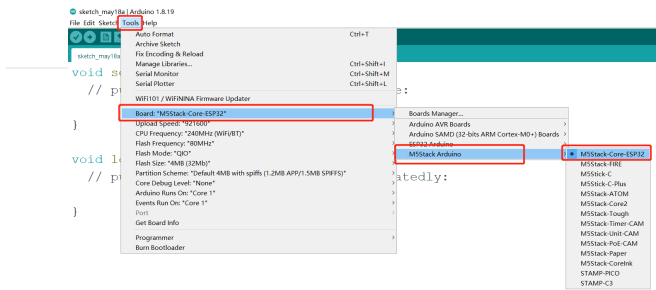 sketch_may18a | Arduino 1.8.19
File Edit Sketch Tools Help
sketch_may18a
Auto Format Ctrl+T
Archive Sketch
Fix Encoding & Reload
Manage Libraries... Ctrl+Shift+I
Serial Monitor Ctrl+Shift+M
Serial Plotter Ctrl+Shift+L
WiFi101 / WiFiNINA Firmware Updater
Board: "M5Stack-Core-ESP32"
Upload Speed: "921600"
CPU Frequency: "240MHz (WiFi/BT)"
Flash Frequency: "80MHz"
Flash Mode: "QIO"
Flash Size: "4MB (32Mb)"
Partition Scheme: "Default 4MB with spiffs (1.2MB APP/1.5MB SPIFFS)"
Core Debug Level: "None"
Arduino Runs On: "Core 1"
Events Run On: "Core 1"
Port
Get Board Info
Programmer
Burn Bootloader
Boards Manager...
Arduino AVR Boards
Arduino SAMD (32-bits ARM Cortex-M0+) Boards
ESP32 Arduino
M5Stack Arduino
M5Stack-Core-ESP32
M5Stack-FIRE
M5Stick-C
M5Stick-C-Plus
M5Stack-ATOM
M5Stack-Core2
M5Stack-Tough
M5Stack-Timer-CAM
M5Stack-Unit-CAM
M5Stack-PoE-CAM
M5Stack-Paper
M5Stack-CoreInk
STAMP-PICO
STAMP-C3
void s
// p e:
}
void l
// p atedly:
}